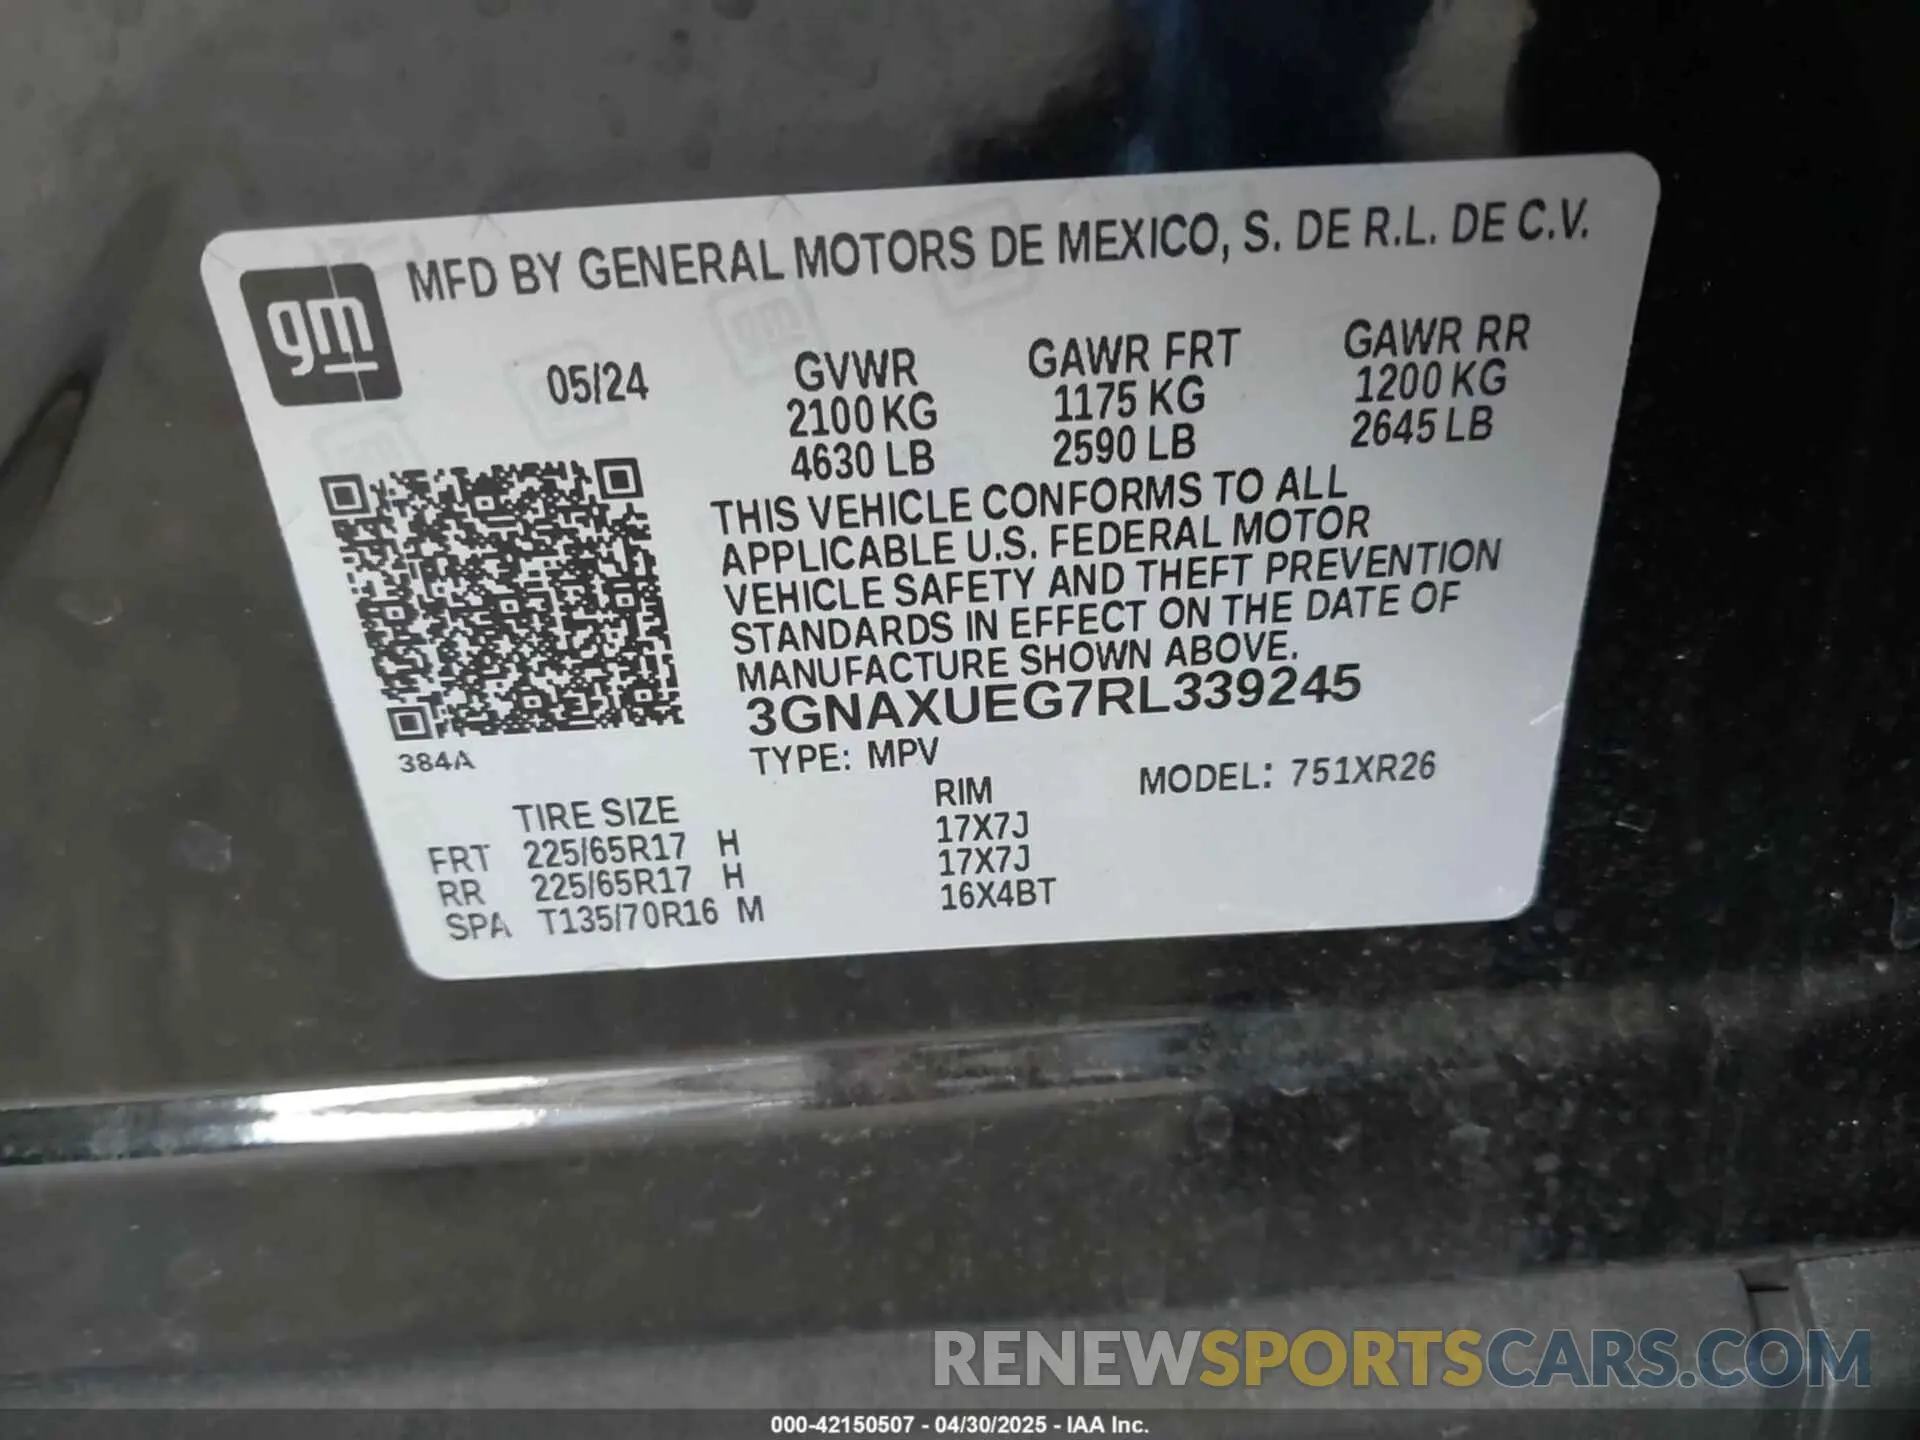 gm
MFD BY GENERAL MOTORS DE MEXICO, S. DE R.L. DE C.V.
05/24 GVWR GAWR FRT GAWR RR
2100 KG 1175 KG 1200 KG
4630 LB 2590 LB 2645 LB
THIS VEHICLE CONFORMS TO ALL
APPLICABLE U.S. FEDERAL MOTOR
VEHICLE SAFETY AND THEFT PREVENTION
STANDARDS IN EFFECT ON THE DATE OF
MANUFACTURE SHOWN ABOVE.
3GNAXUEG7RL339245
384A TYPE: MPV MODEL: 751XR26
TIRE SIZE RIM
FRT 225/65R17 H 17X7J
RR 225/65R17 H 17X7J
SPA T135/70R16 M 16X4BT
RENEWSPORTSCARS.COM
000-42150507 - 04/30/2025 - IAA Inc.